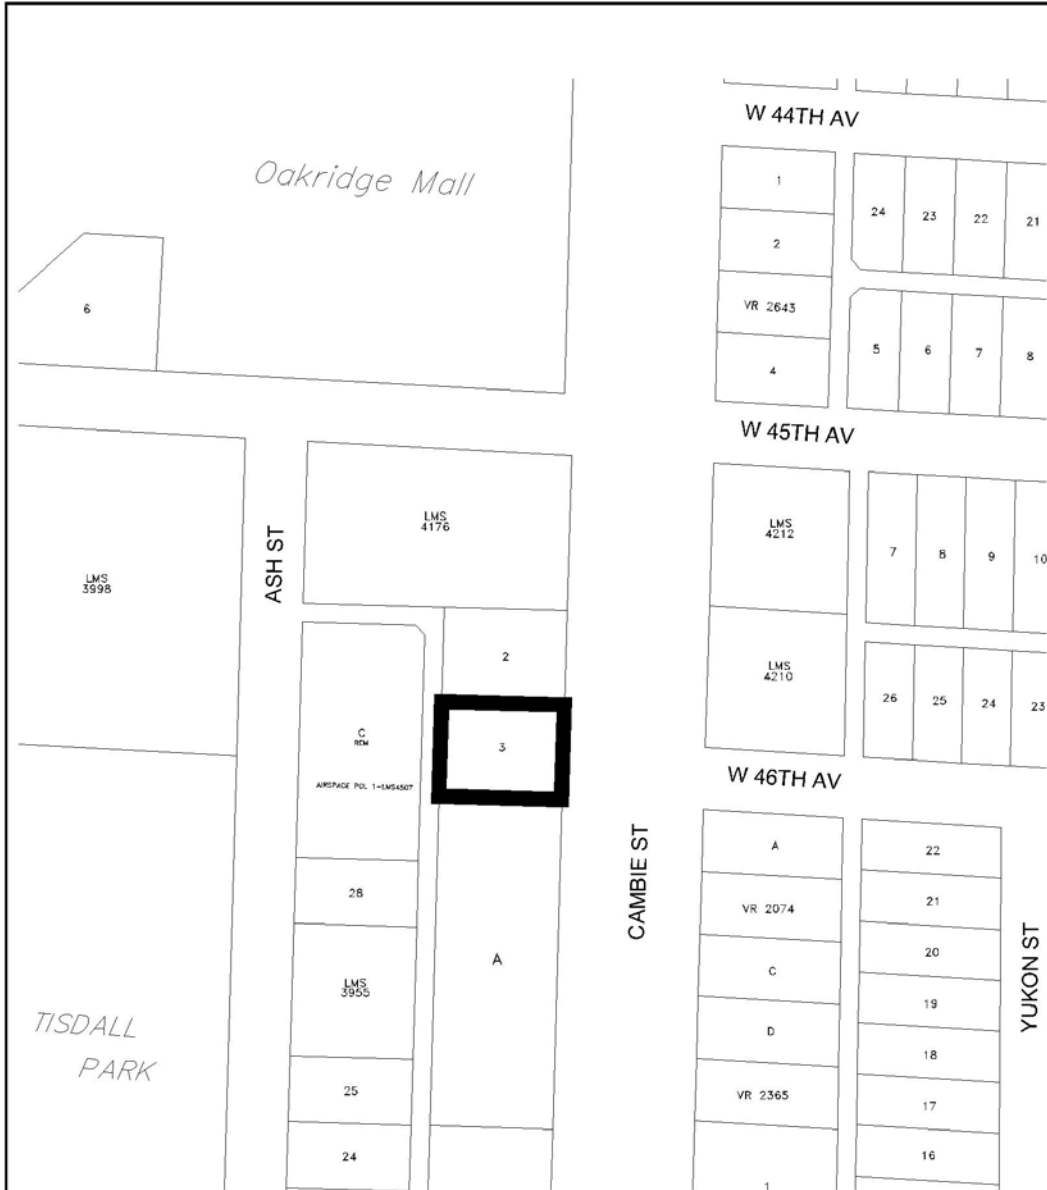 W 44TH AV
Oakridge Mall
1
24
23
22
21
2
6
VR 2643
5
6
7
8
4
W 45TH AV
LMS
4176
LMS
4212
7
8
9
10
ASH ST
LMS
3998
2
LMS
4210
26
25
24
23
C
REM
3
AIRSPACE PCL 1-LMS4507
W 46TH AV
CAMBIE ST
A
22
28
VR 2074
21
A
20
LMS
3955
C
19
YUKON ST
TISDALL
PARK
D
18
25
VR 2365
17
24
16
1